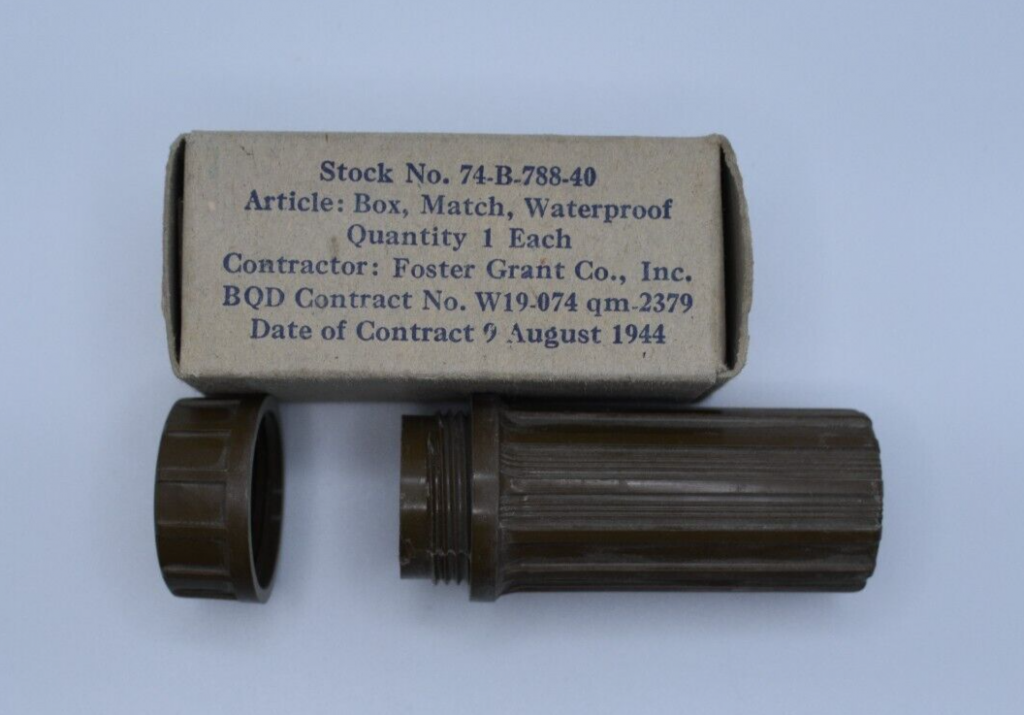 Stock No. 74-B-788-40
Article: Box, Match, Waterproof
Quantity 1 Each
Contractor: Foster Grant Co., Inc.
BQD Contract No. W19-074 qm-2379
Date of Contract 9 August 1944